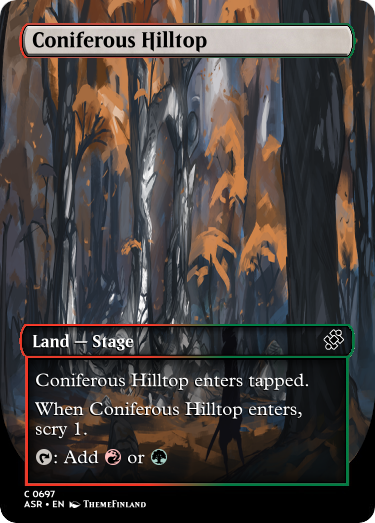 Coniferous Hilltop
Land — Stage
Coniferous Hilltop enters tapped.
When Coniferous Hilltop enters,
scry 1.
: Add or
C 0697
ASR • EN ThemeFinland